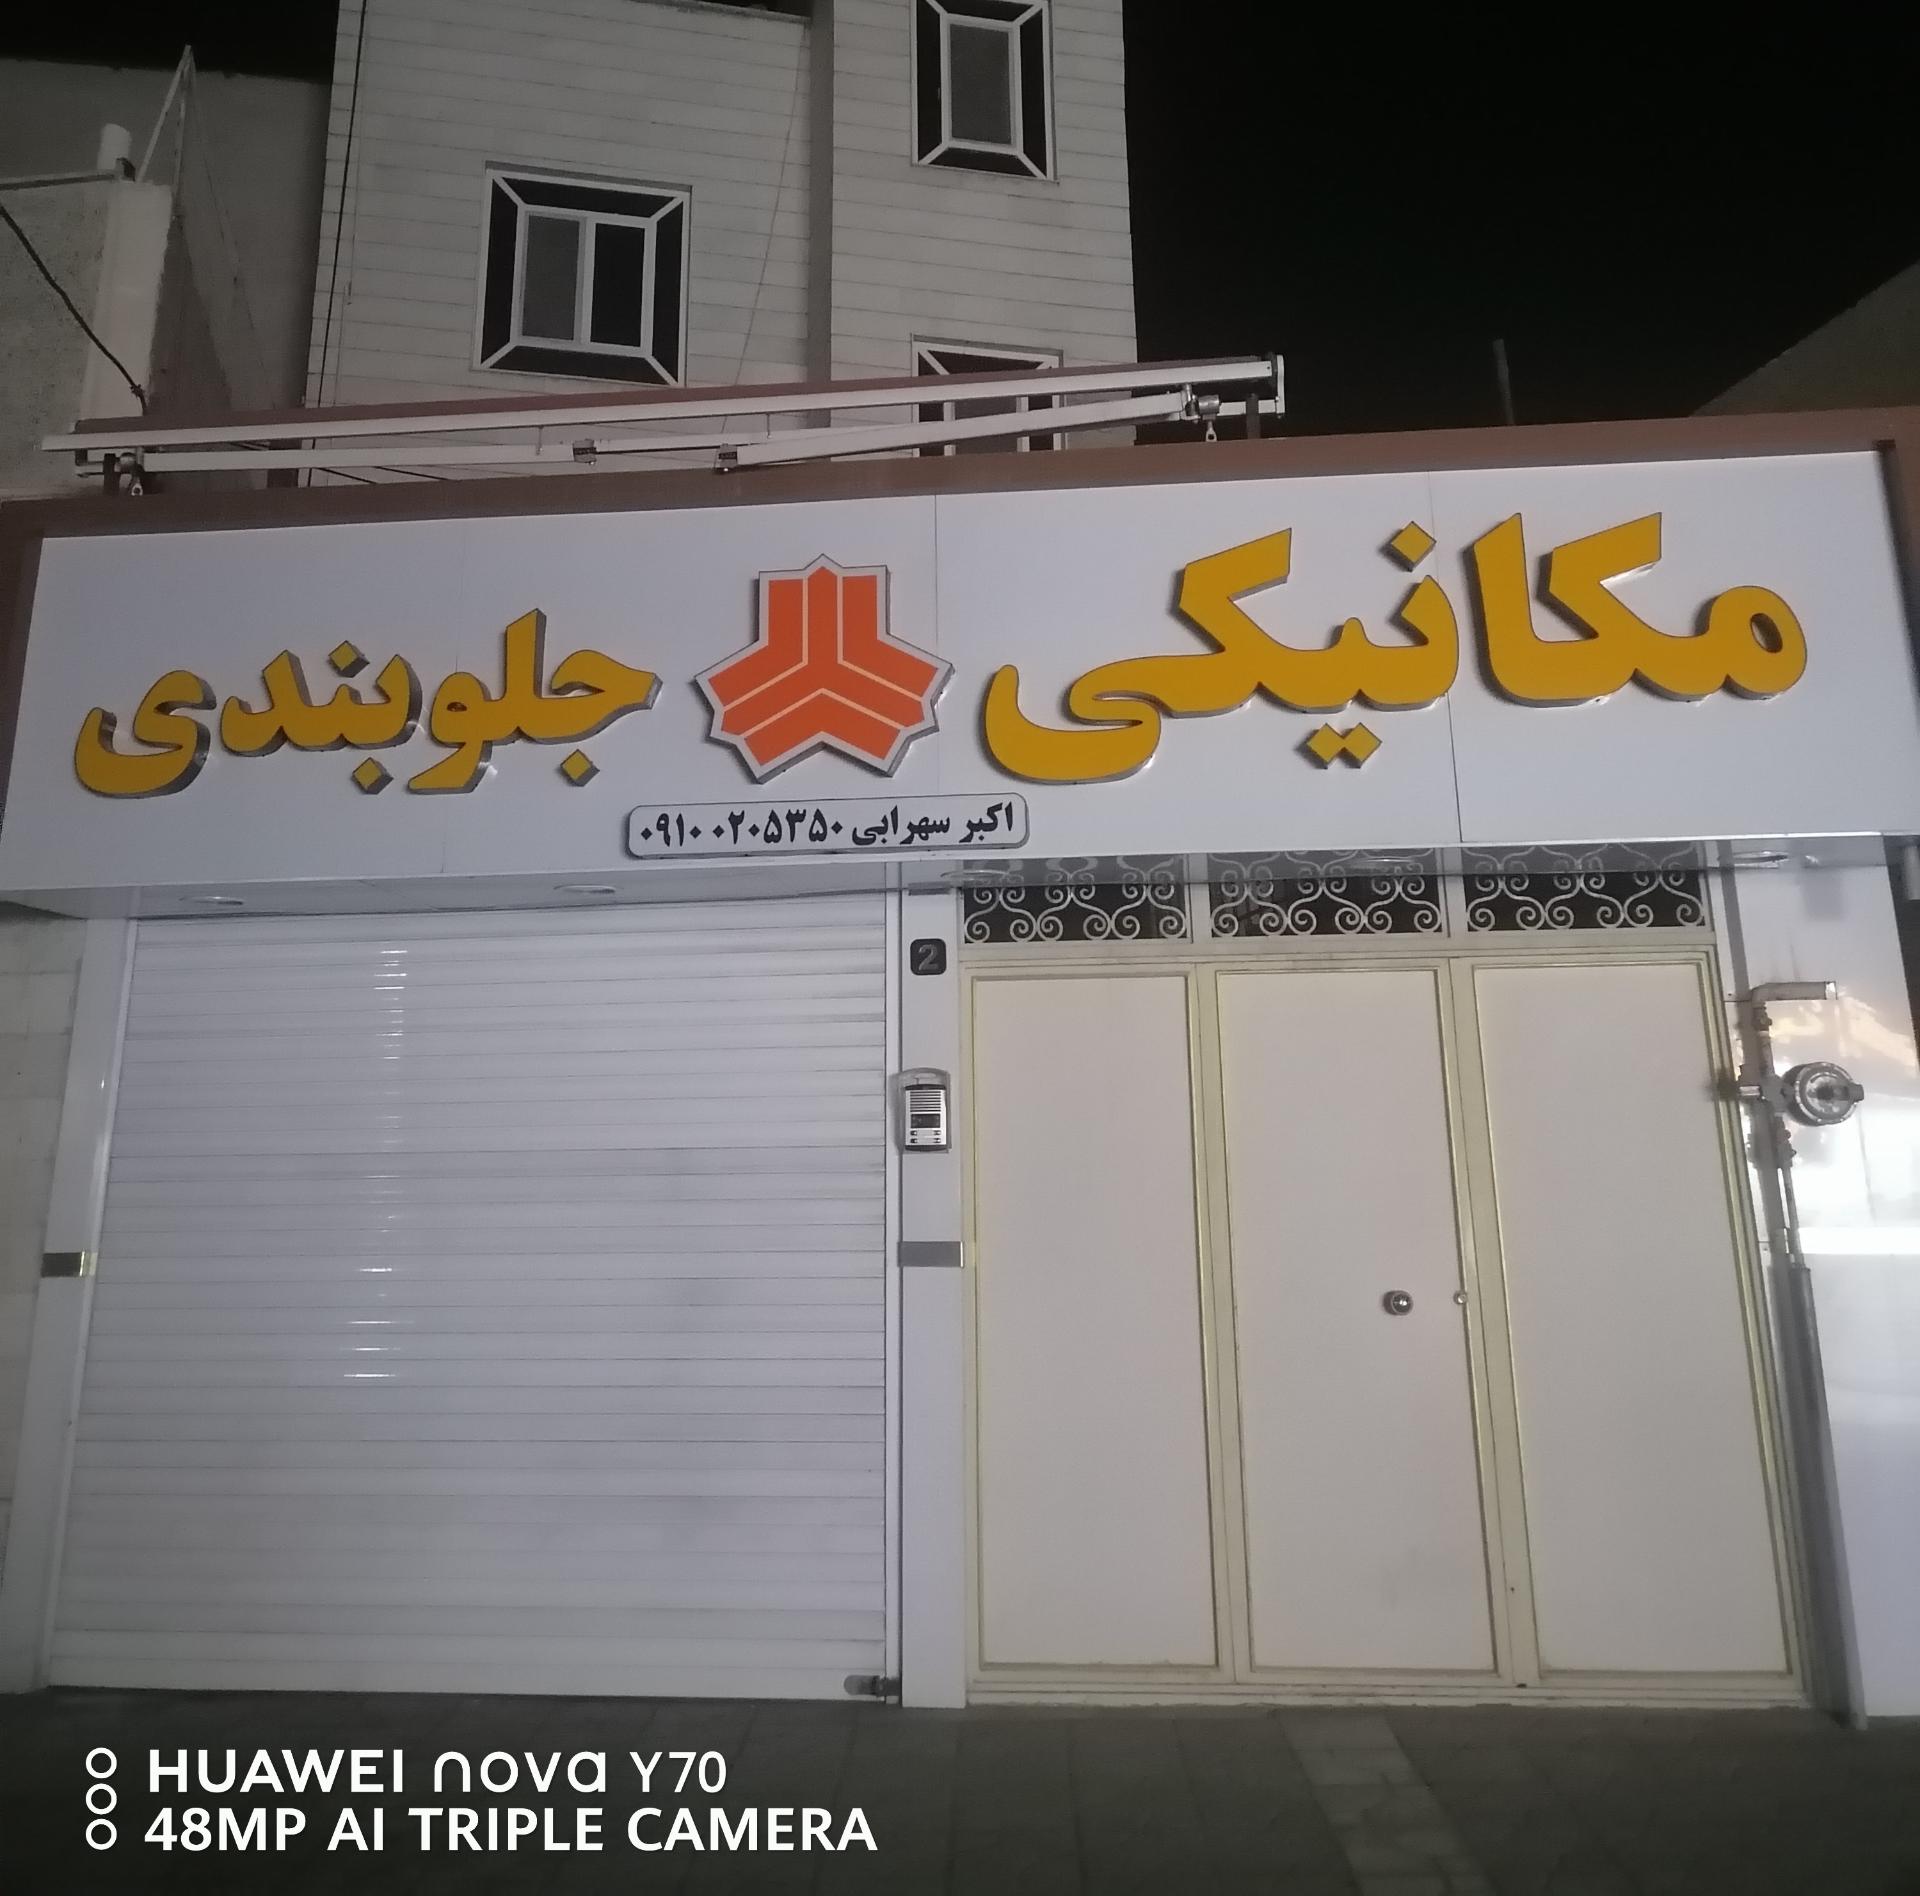 مکانیکی جلوبندی
اکبر سهرابی ۰۹۱۰۰۲۰۵۳۵۰
2
HUAWEI nova Y70
48MP AI TRIPLE CAMERA